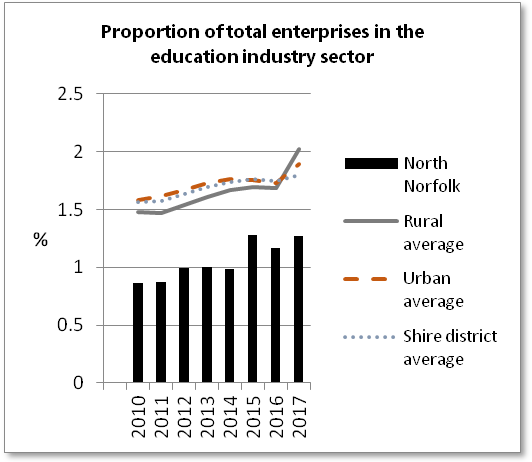 Proportion of total enterprises in the
education industry sector
2.5
2
1.5
1
0.5
0
%
2010
2011
2012
2013
2014
2015
2016
2017
North
Norfolk
Rural
average
Urban
average
Shire district
average